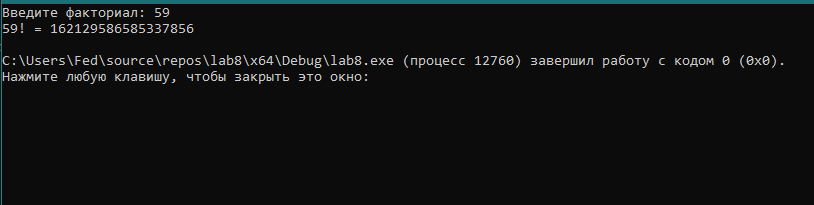 Введите факториал: 59
59! = 162129586585337856
C:\Users\Fed\source\repos\lab8\x64\Debug\lab8.exe (процесс 12760) завершил работу с кодом 0 (0x0).
Нажмите любую клавишу, чтобы закрыть это окно: